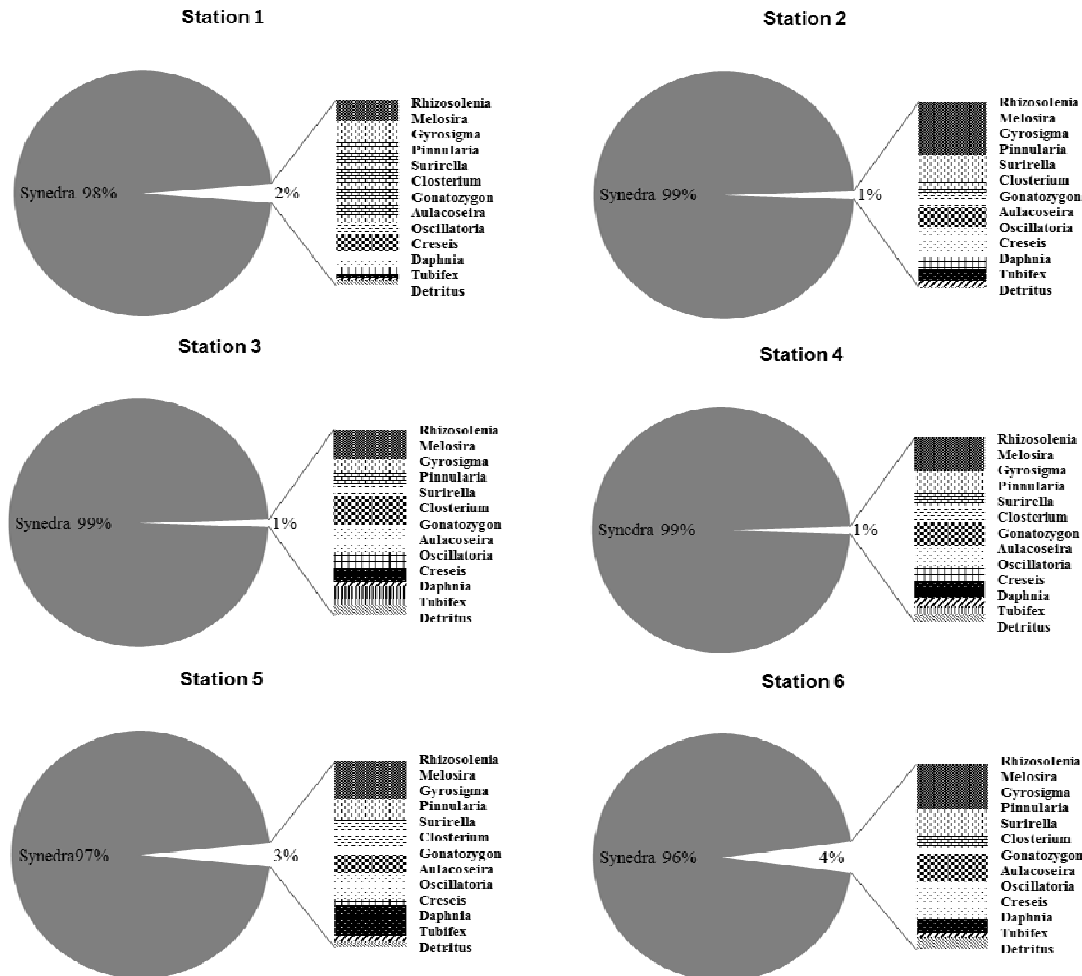 Station 1
Synedra 98%
2%
Rhizosolenia
Melosira
Gyrosigma
Pinnularia
Surirella
Closterium
Gonatozygon
Aulacoseira
Oscillatoria
Creseis
Daphnia
Tubifex
Detritus
Station 2
Synedra 99%
1%
Rhizosolenia
Melosira
Gyrosigma
Pinnularia
Surirella
Closterium
Gonatozygon
Aulacoseira
Oscillatoria
Creseis
Daphnia
Tubifex
Detritus
Station 3
Synedra 99%
1%
Rhizosolenia
Melosira
Gyrosigma
Pinnularia
Surirella
Closterium
Gonatozygon
Aulacoseira
Oscillatoria
Creseis
Daphnia
Tubifex
Detritus
Station 4
Synedra 99%
1%
Rhizosolenia
Melosira
Gyrosigma
Pinnularia
Surirella
Closterium
Gonatozygon
Aulacoseira
Oscillatoria
Creseis
Daphnia
Tubifex
Detritus
Station 5
Synedra97%
3%
Rhizosolenia
Melosira
Gyrosigma
Pinnularia
Surirella
Closterium
Gonatozygon
Aulacoseira
Oscillatoria
Creseis
Daphnia
Tubifex
Detritus
Station 6
Synedra 96%
4%
Rhizosolenia
Melosira
Gyrosigma
Pinnularia
Surirella
Closterium
Gonatozygon
Aulacoseira
Oscillatoria
Creseis
Daphnia
Tubifex
Detritus